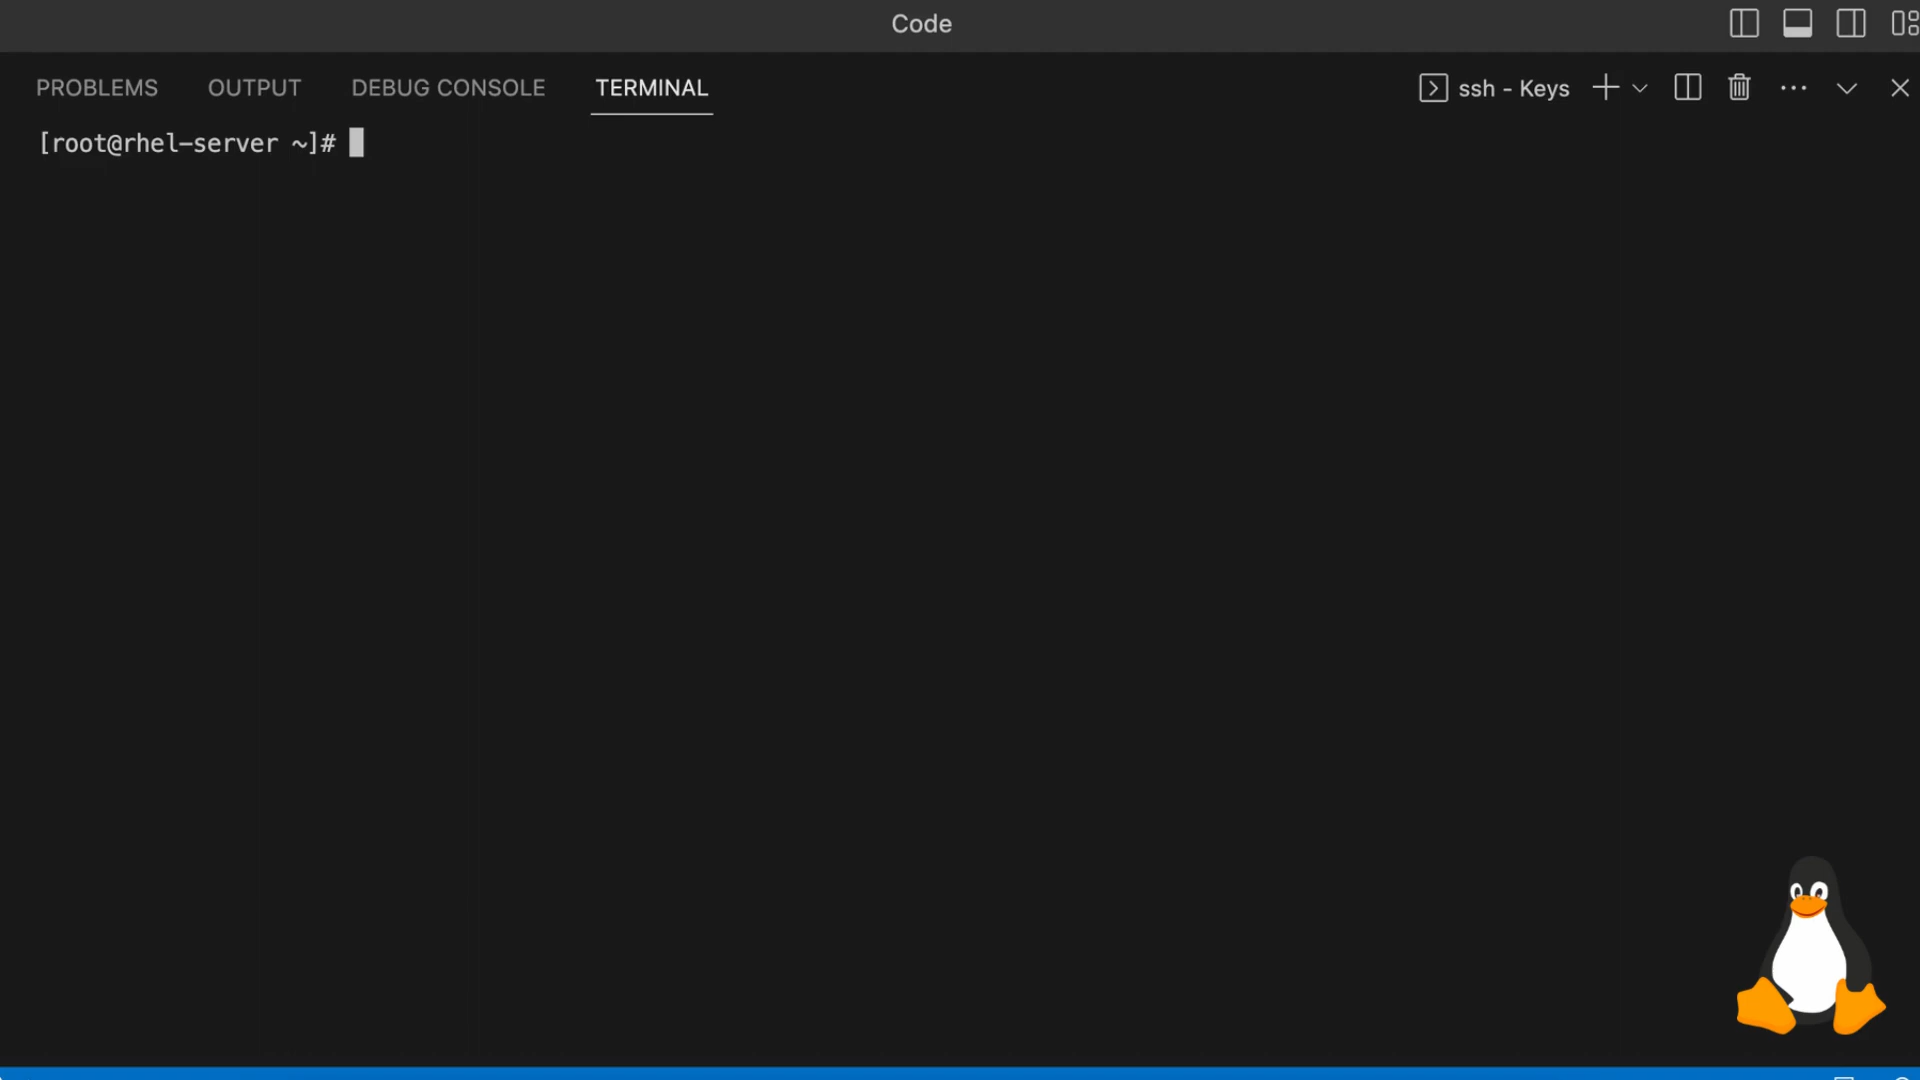 Code
PROBLEMS OUTPUT DEBUG CONSOLE TERMINAL ssh - Keys
[root@rhel-server ~]#